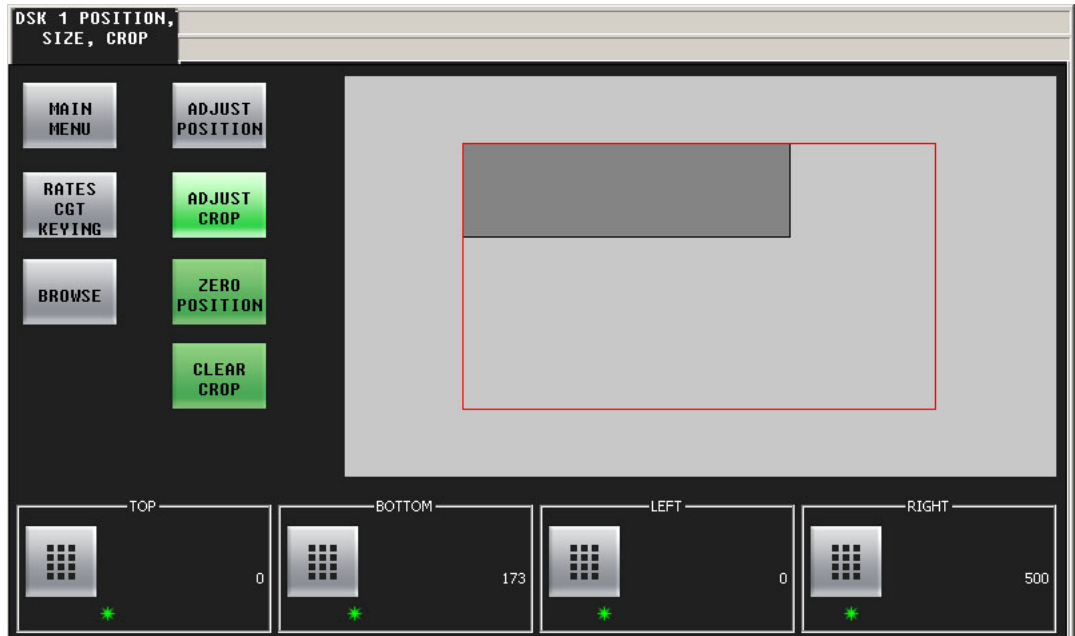 DSK 1 POSITION,
SIZE, CROP
MAIN
MENU
ADJUST
POSITION
RATES
CGT
KEYING
ADJUST
CROP
BROWSE
ZERO
POSITION
CLEAR
CROP
TOP
BOTTOM
LEFT
RIGHT
0
173
0
500